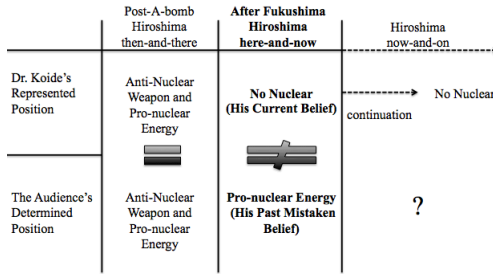 Post-A-bomb
Hiroshima
then-and-there
After Fukushima
Hiroshima
here-and-now
Hiroshima
now-and-on
Dr. Koide's
Represented
Position
Anti-Nuclear
Weapon and
Pro-nuclear
Energy
No Nuclear
(His Current Belief)
continuation
No Nuclear
The Audience's
Determined
Position
Anti-Nuclear
Weapon and
Pro-nuclear
Energy
Pro-nuclear Energy
(His Past Mistaken
Belief)
?